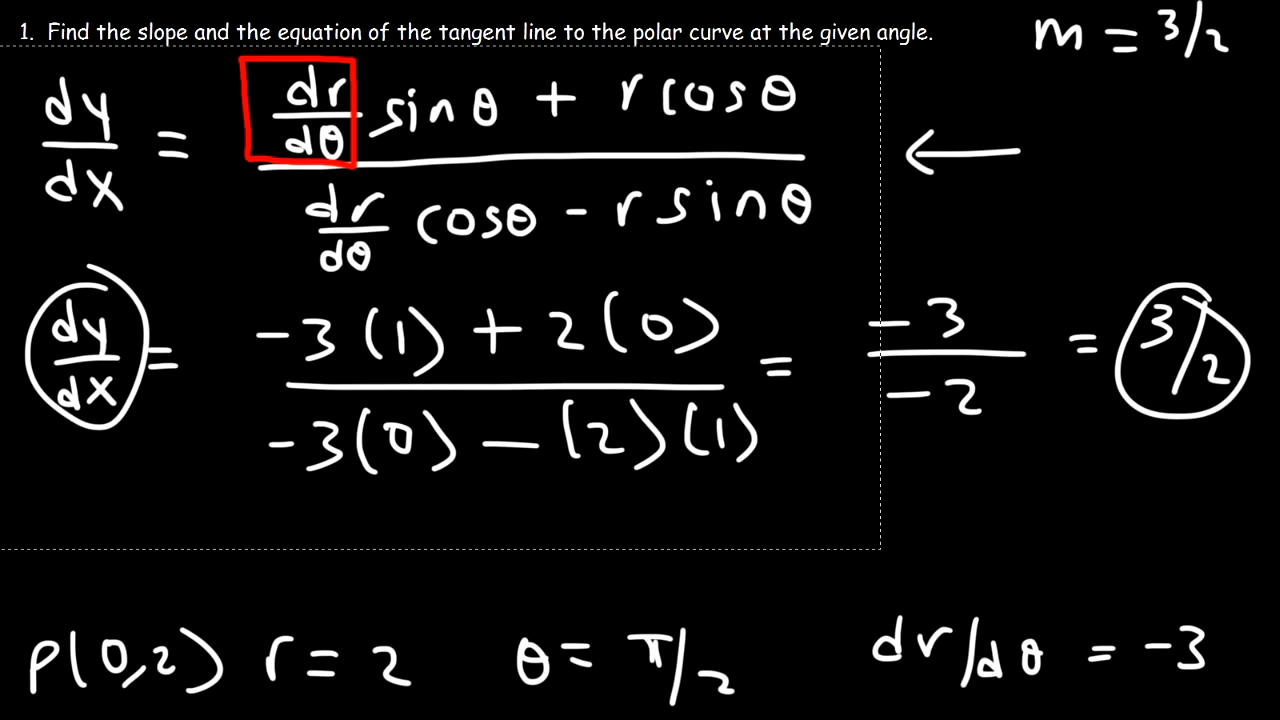 1. Find the slope and the equation of the tangent line to the polar curve at the given angle.
m = 3/2
dy/dx = (dr/dθ sinθ + r cosθ) / (dr/dθ cosθ - r sinθ) ←
dy/dx = (-3(1) + 2(0)) / (-3(0) - (2)(1)) = -3/-2 = 3/2
P(0,2) r = 2 θ = π/2 dr/dθ = -3